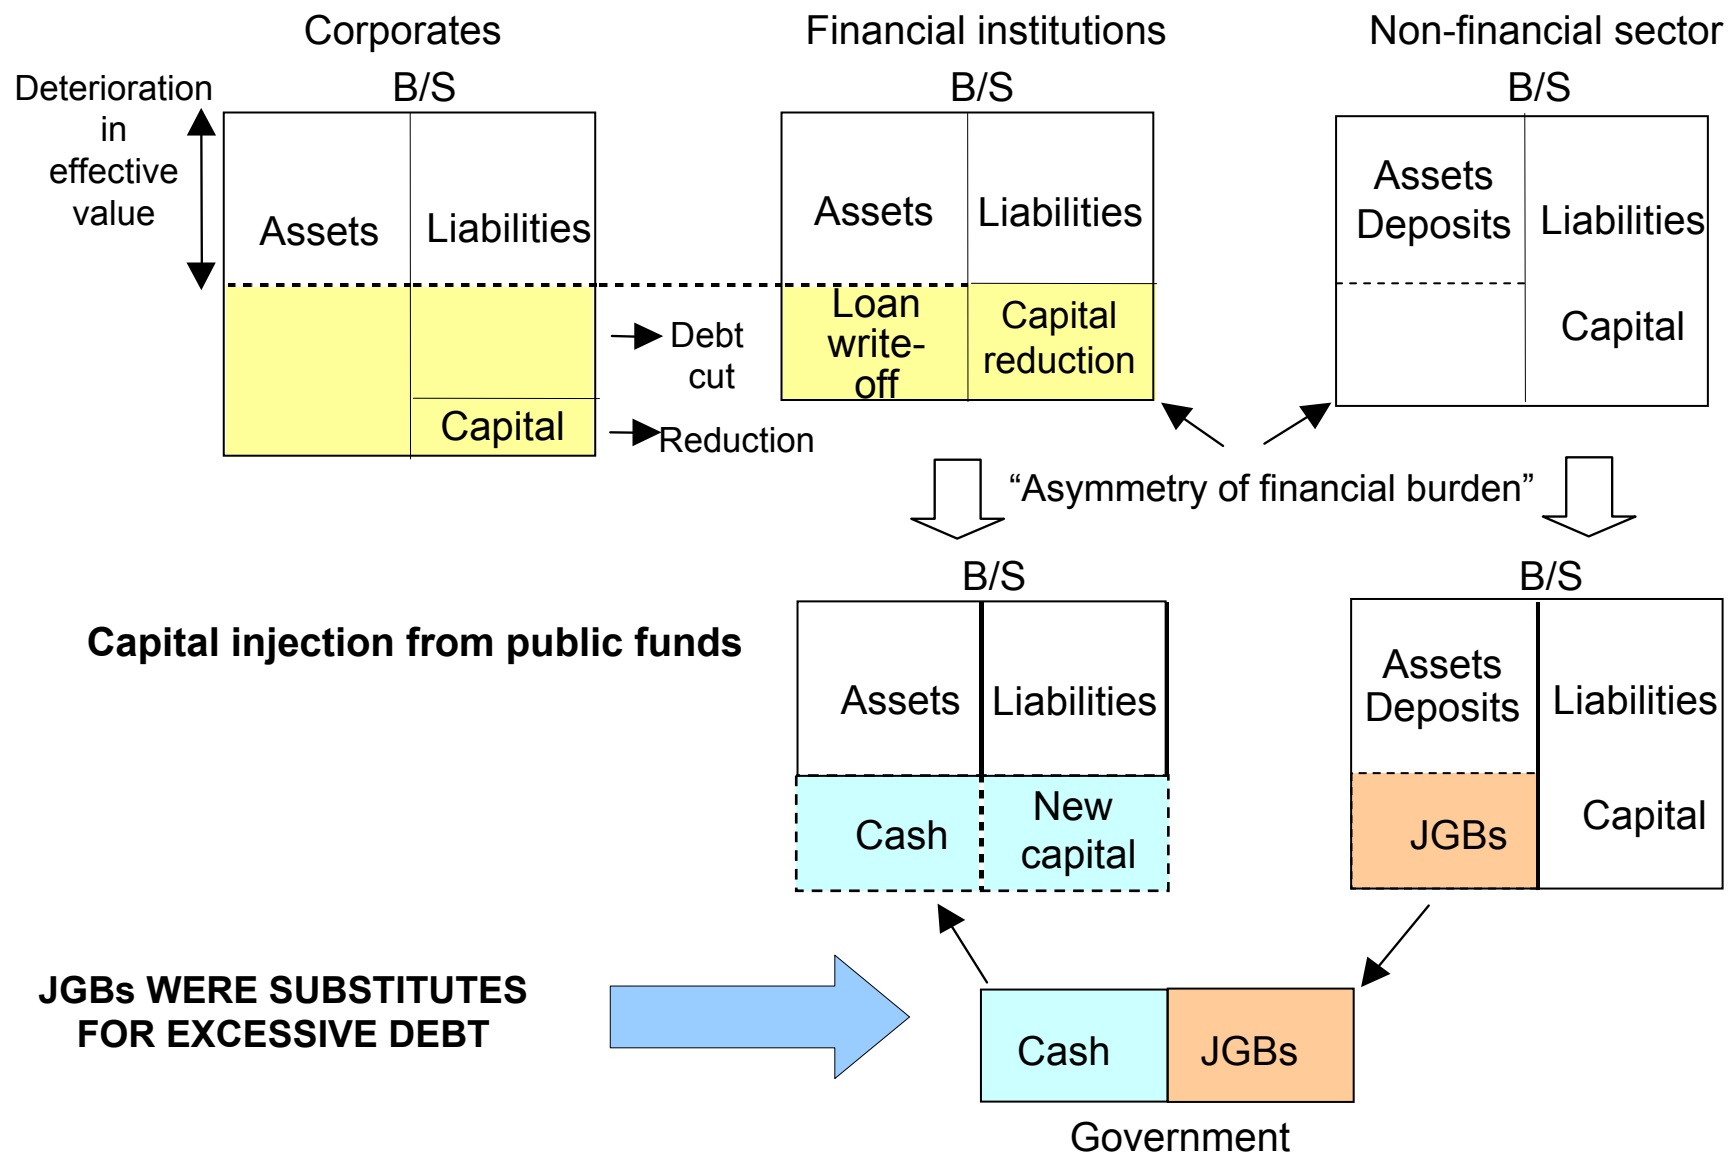 Corporates
Financial institutions
Non-financial sector
B/S
B/S
B/S
Deterioration
in
effective
value
Assets
Liabilities
Capital
Debt
cut
Reduction
Assets
Liabilities
Loan
write-
off
Capital
reduction
Assets
Deposits
Liabilities
Capital
“Asymmetry of financial burden”
Capital injection from public funds
B/S
Assets
Liabilities
Cash
New
capital
B/S
Assets
Deposits
Liabilities
JGBs
Capital
JGBs WERE SUBSTITUTES
FOR EXCESSIVE DEBT
Cash
JGBs
Government